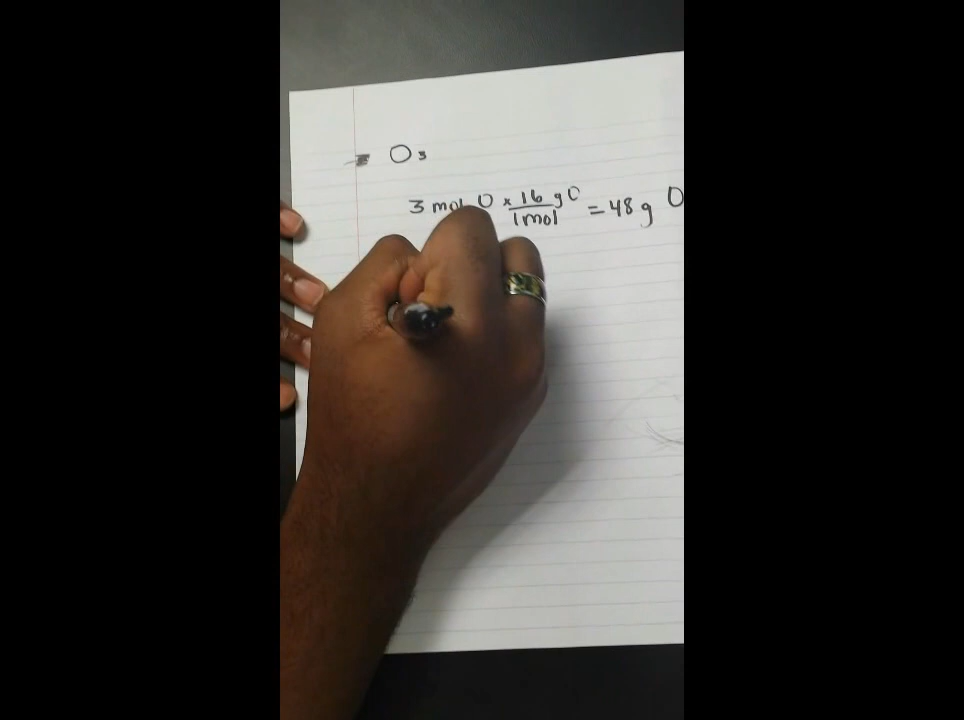 O₃
3 mol O × 16 g O / 1 mol = 48 g O